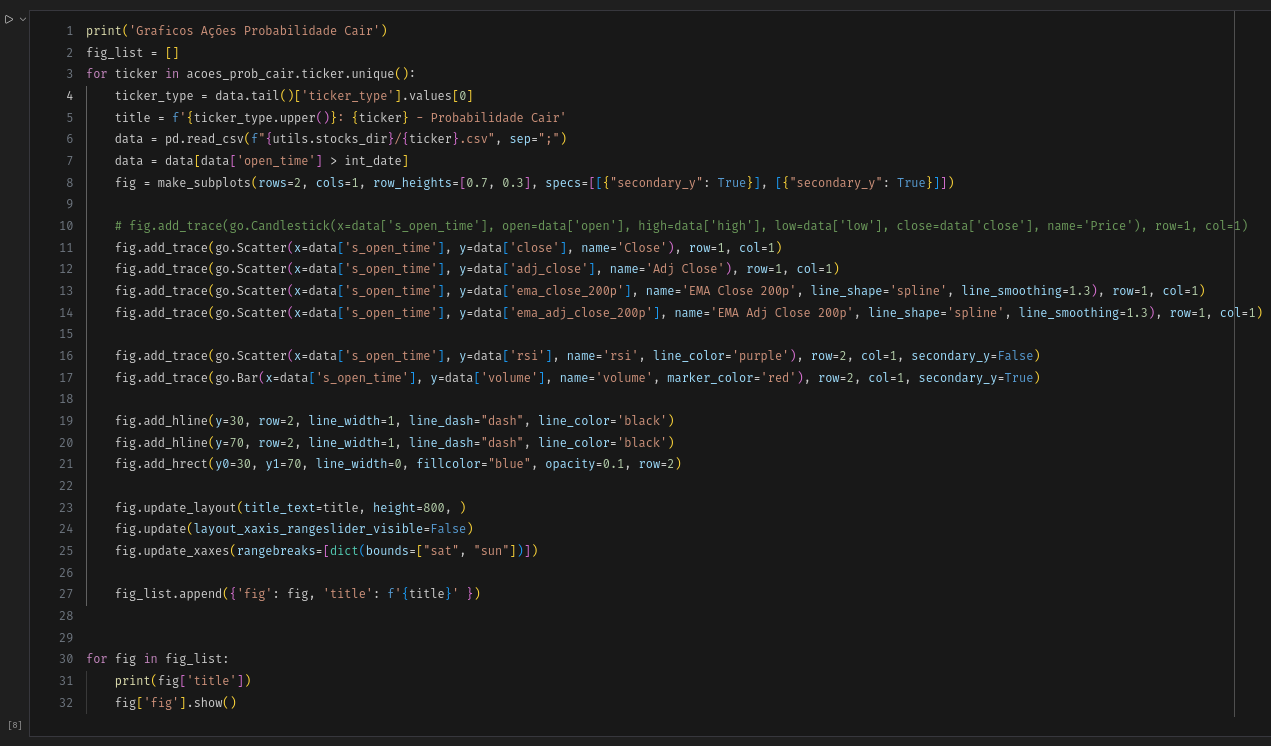 1 print('Graficos Ações Probabilidade Cair')
2 fig_list = []
3 for ticker in acoes_prob_cair.ticker.unique():
4     ticker_type = data.tail()['ticker_type'].values[0]
5     title = f'{ticker_type.upper()}: {ticker} - Probabilidade Cair'
6     data = pd.read_csv(f"{utils.stocks_dir}/{ticker}.csv", sep=";")
7     data = data[data['open_time'] > int_date]
8     fig = make_subplots(rows=2, cols=1, row_heights=[0.7, 0.3], specs=[[{"secondary_y": True}], [{"secondary_y": True}]])
9
10     # fig.add_trace(go.Candlestick(x=data['s_open_time'], open=data['open'], high=data['high'], low=data['low'], close=data['close'], name='Price'), row=1, col=1)
11     fig.add_trace(go.Scatter(x=data['s_open_time'], y=data['close'], name='Close'), row=1, col=1)
12     fig.add_trace(go.Scatter(x=data['s_open_time'], y=data['adj_close'], name='Adj Close'), row=1, col=1)
13     fig.add_trace(go.Scatter(x=data['s_open_time'], y=data['ema_close_200p'], name='EMA Close 200p', line_shape='spline', line_smoothing=1.3), row=1, col=1)
14     fig.add_trace(go.Scatter(x=data['s_open_time'], y=data['ema_adj_close_200p'], name='EMA Adj Close 200p', line_shape='spline', line_smoothing=1.3), row=1, col=1)
15
16     fig.add_trace(go.Scatter(x=data['s_open_time'], y=data['rsi'], name='rsi', line_color='purple'), row=2, col=1, secondary_y=False)
17     fig.add_trace(go.Bar(x=data['s_open_time'], y=data['volume'], name='volume', marker_color='red'), row=2, col=1, secondary_y=True)
18
19     fig.add_hline(y=30, row=2, line_width=1, line_dash="dash", line_color='black')
20     fig.add_hline(y=70, row=2, line_width=1, line_dash="dash", line_color='black')
21     fig.add_hrect(y0=30, y1=70, line_width=0, fillcolor="blue", opacity=0.1, row=2)
22
23     fig.update_layout(title_text=title, height=800, )
24     fig.update(layout_xaxis_rangeslider_visible=False)
25     fig.update_xaxes(rangebreaks=[dict(bounds=["sat", "sun"])])
26
27     fig_list.append({'fig': fig, 'title': f'{title}' })
28
29
30 for fig in fig_list:
31     print(fig['title'])
32     fig['fig'].show()
[8]